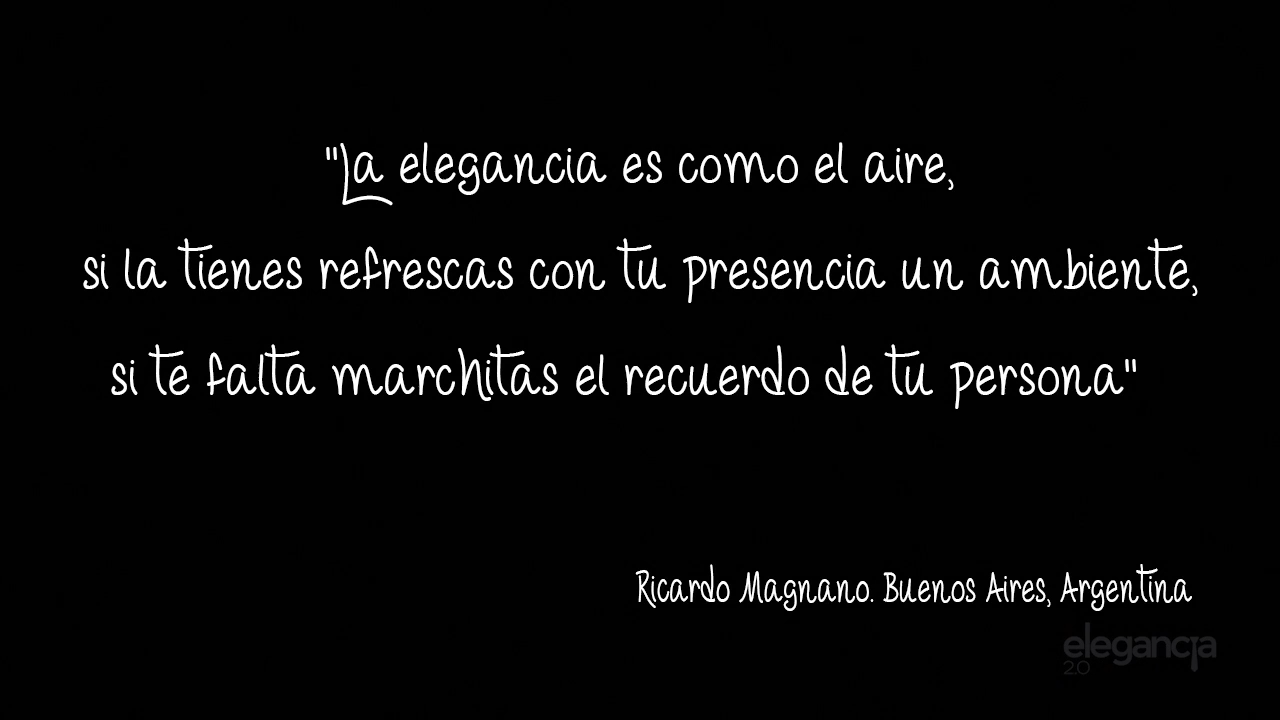 "La elegancia es como el aire,
si la tienes refrescas con tu presencia un ambiente,
si te falta marchitas el recuerdo de tu persona"
Ricardo Magnano. Buenos Aires, Argentina
elegancia
2.0